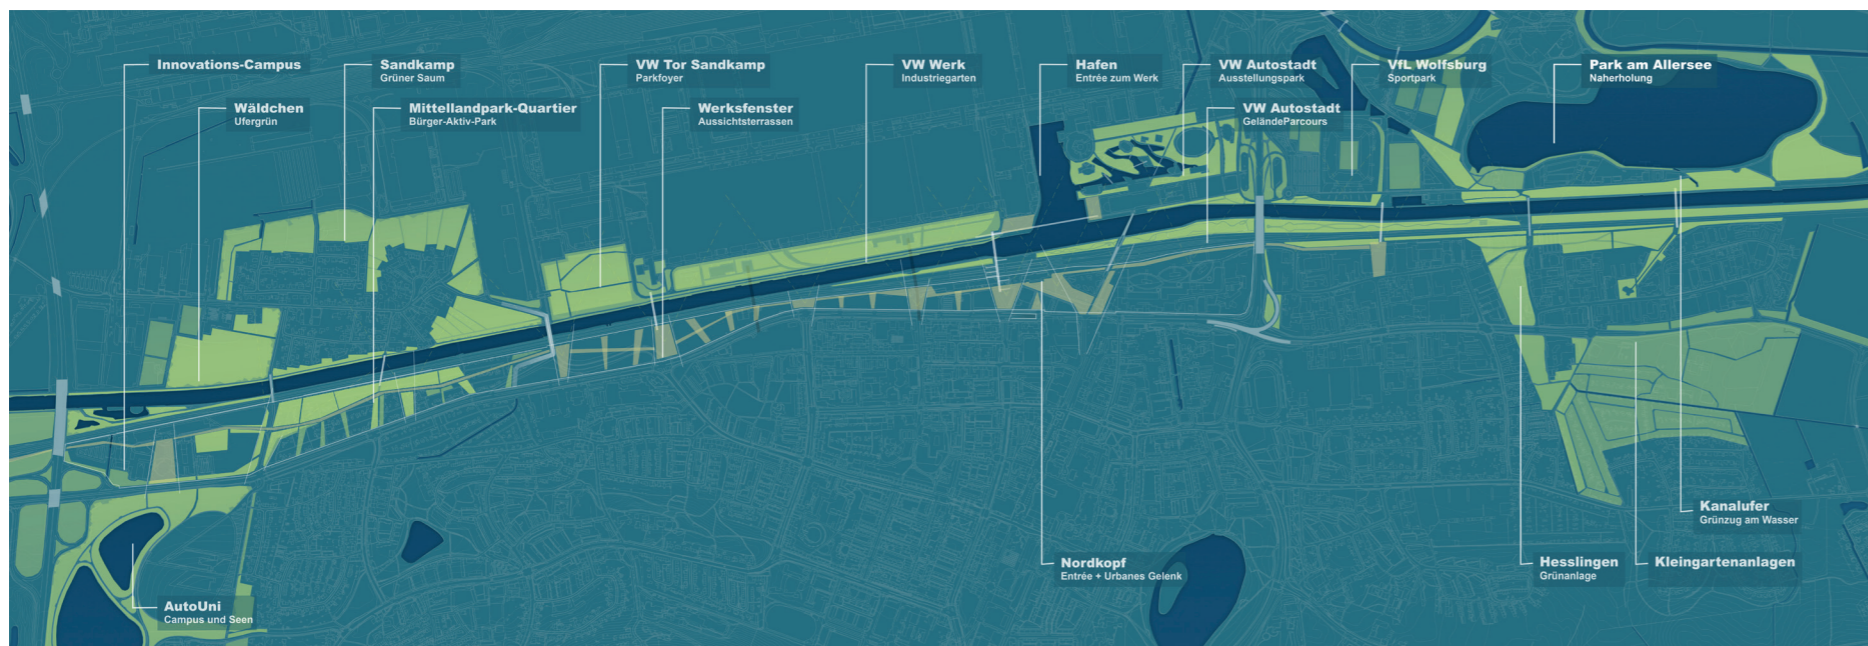 Innovations-Campus
Wäldchen
Ufergrün
Sandkamp
Grüner Saum
Mittellandpark-Quartier
Bürger-Aktiv-Park
VW Tor Sandkamp
Parkfoyer
Werksfenster
Aussichtsterrassen
VW Werk
Industriegarten
Hafen
Entrée zum Werk
VW Autostadt
Ausstellungspark
VW Autostadt
GeländeParcours
VfL Wolfsburg
Sportpark
Park am Allersee
Naherholung
Kanalufer
Grünzug am Wasser
Nordkopf
Entrée + Urbanes Gelenk
Hesslingen
Grünanlage
Kleingartenanlagen
AutoUni
Campus und Seen